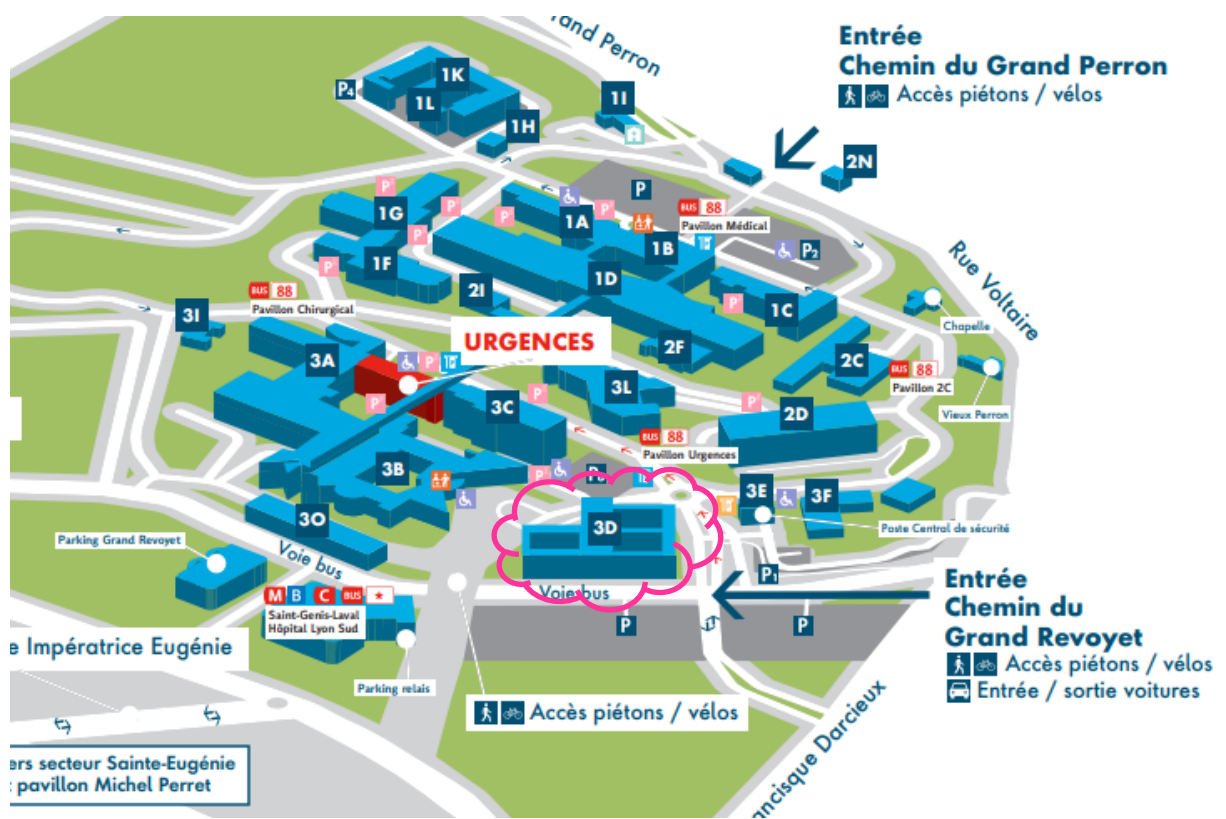 rand Perron
Entrée
Chemin du Grand Perron
Accès piétons / vélos
1K
P4
1L
1I
1H
2N
P
P
1G
P
P
1A
P
P
BUS 88
Pavillon Médical
1B
P2
Rue Voltaire
1F
P
1D
BUS 88
Pavillon Chirurgical
2I
P
1C
3I
Chapelle
URGENCES
2F
3A
P
2C
BUS 88
Pavillon 2C
Vieux Perron
3L
P
P
3C
P
2D
BUS 88
Pavillon Urgences
3B
P
3E
3F
3O
3D
Poste Central de sécurité
Parking Grand Revoyet
Voie bus
Voie bus
P1
M B C BUS
Saint-Genis-Laval
Hôpital Lyon Sud
P
P
Entrée
Chemin du
Grand Revoyet
Accès piétons / vélos
Entrée / sortie voitures
e Impératrice Eugénie
Parking relais
Accès piétons / vélos
ancisque Darcieux
ers secteur Sainte-Eugénie
pavillon Michel Perret